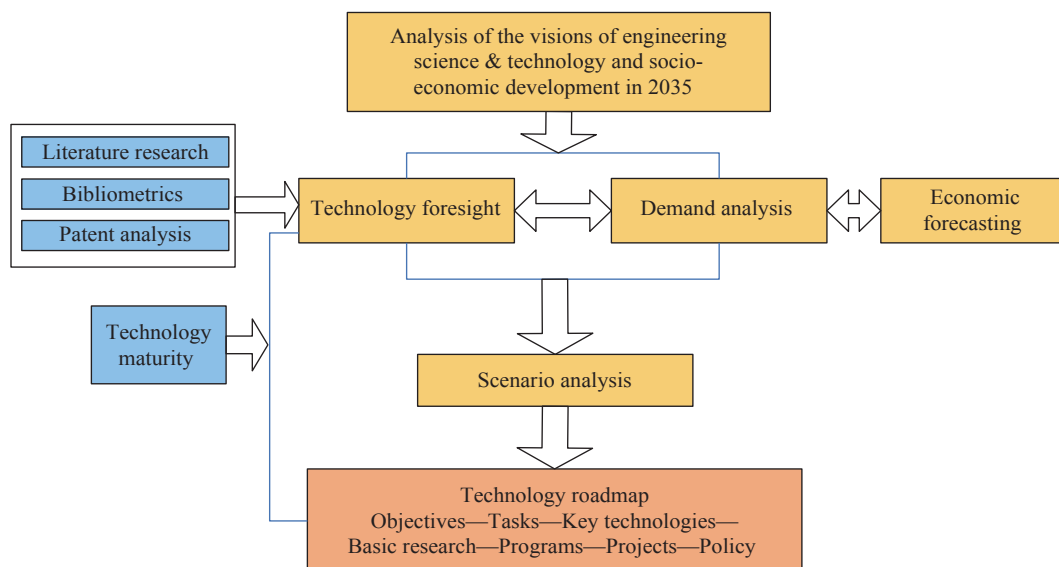 Analysis of the visions of engineering
science & technology and socio-
economic development in 2035
Literature research
Bibliometrics
Patent analysis
Technology foresight
Demand analysis
Economic
forecasting
Technology
maturity
Scenario analysis
Technology roadmap
Objectives—Tasks—Key technologies—
Basic research—Programs—Projects—Policy